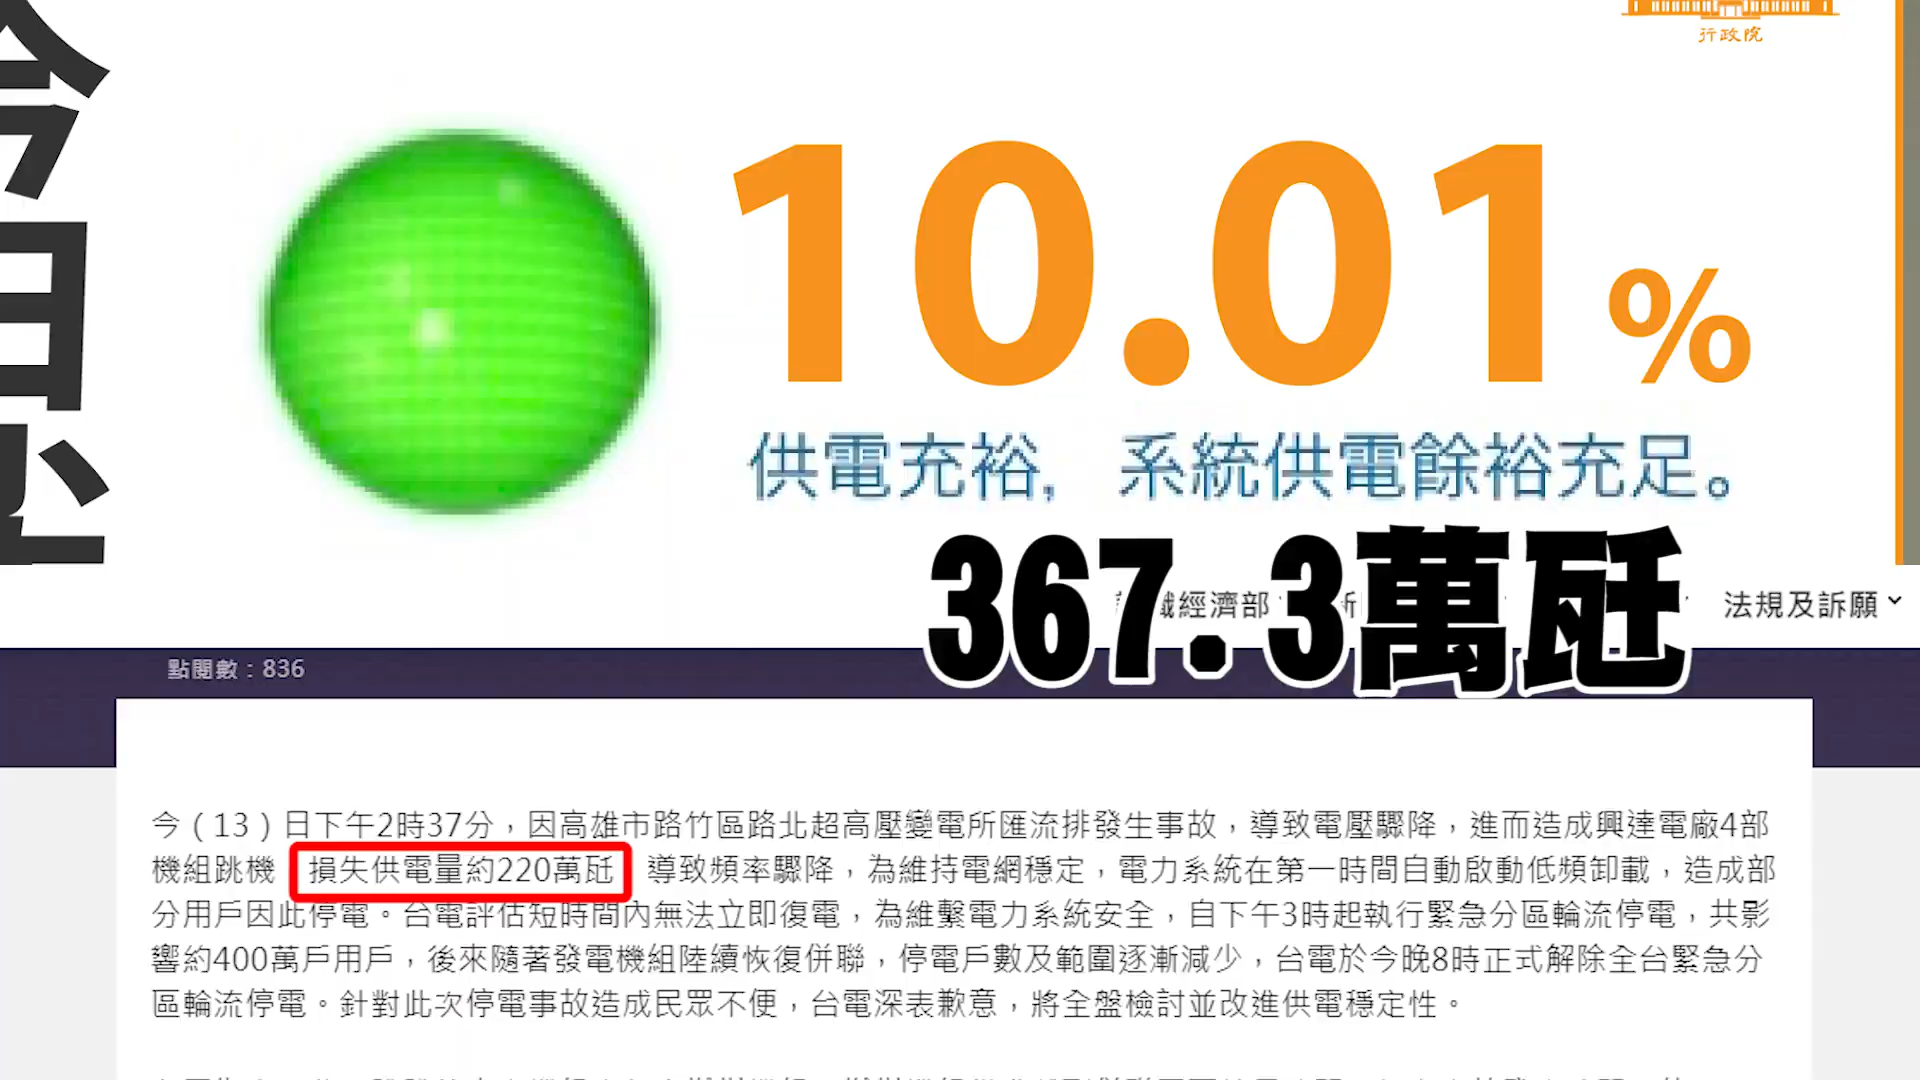 今日
行政院
10.01%
供電充裕，系統供電餘裕充足。
367.3萬瓩
經濟部
法規及訴願
點閱數：836
今（13）日下午2時37分，因高雄市路竹區路北超高壓變電所匯流排發生事故，導致電壓驟降，進而造成興達電廠4部
機組跳機 損失供電量約220萬瓩 導致頻率驟降，為維持電網穩定，電力系統在第一時間自動啟動低頻卸載，造成部
分用戶因此停電。台電評估短時間內無法立即復電，為維繫電力系統安全，自下午3時起執行緊急分區輪流停電，共影
響約400萬戶用戶，後來隨著發電機組陸續恢復併聯，停電戶數及範圍逐漸減少，台電於今晚8時正式解除全台緊急分
區輪流停電。針對此次停電事故造成民眾不便，台電深表歉意，將全盤檢討並改進供電穩定性。